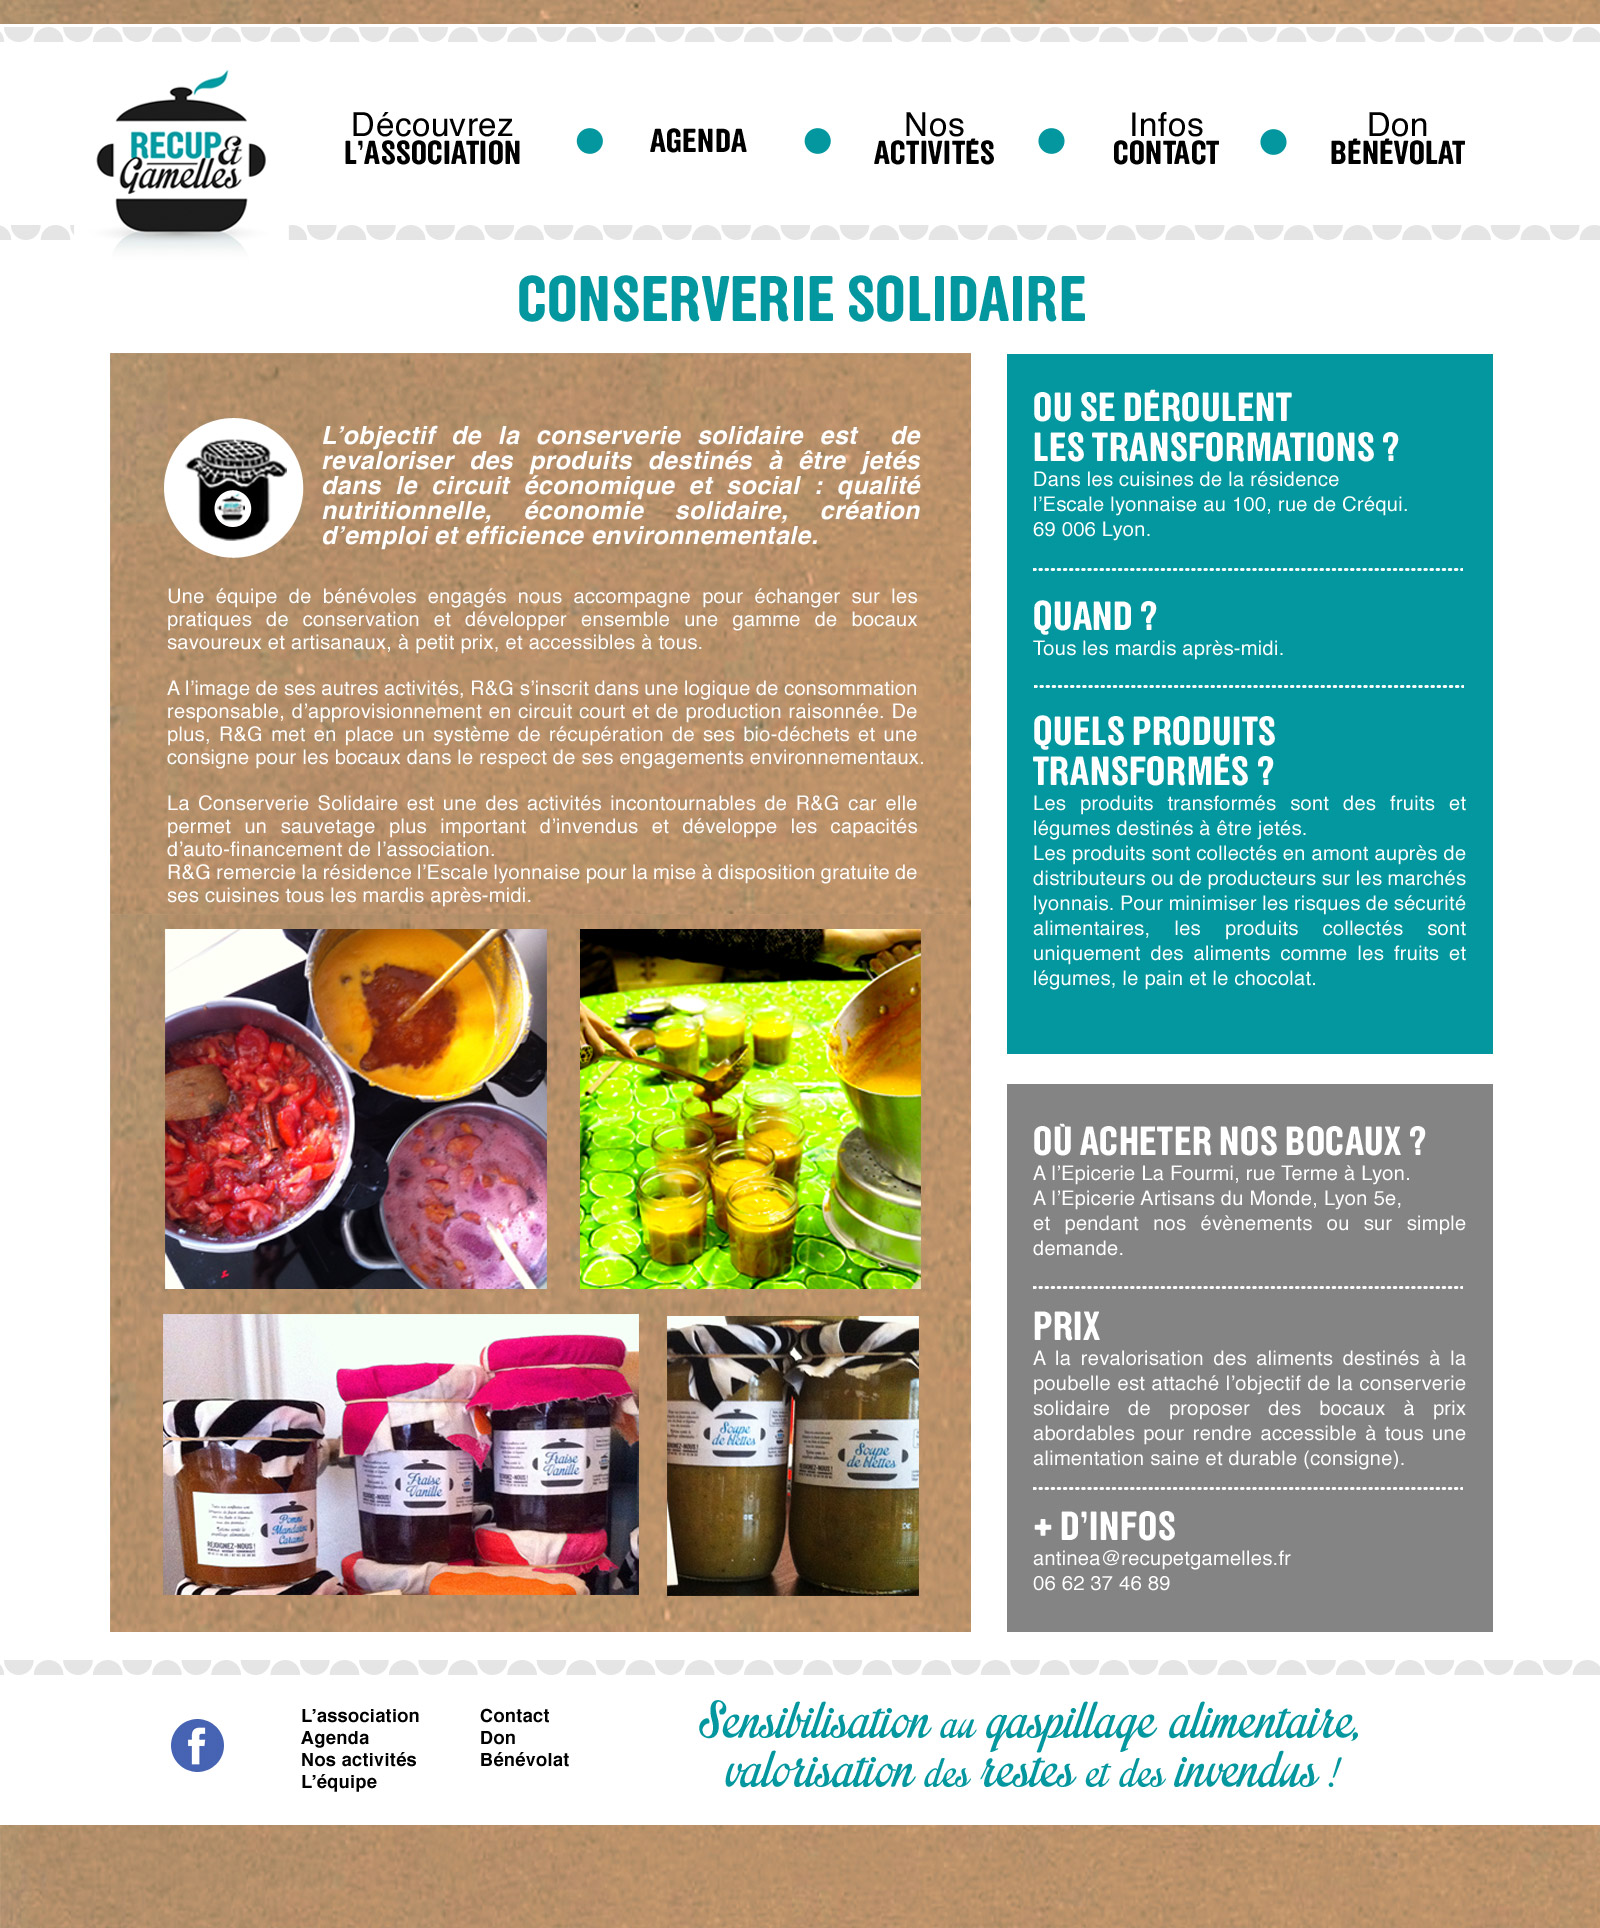 RECUP&
Gamelles
Découvrez
L'ASSOCIATION
AGENDA
Nos
ACTIVITÉS
Infos
CONTACT
Don
BÉNÉVOLAT
CONSERVERIE SOLIDAIRE
L'objectif de la conserverie solidaire est de
revaloriser des produits destinés à être jetés
dans le circuit économique et social : qualité
nutritionnelle, économie solidaire, création
d'emploi et efficience environnementale.
Une équipe de bénévoles engagés nous accompagne pour échanger sur les
pratiques de conservation et développer ensemble une gamme de bocaux
savoureux et artisanaux, à petit prix, et accessibles à tous.
A l'image de ses autres activités, R&G s'inscrit dans une logique de consommation
responsable, d'approvisionnement en circuit court et de production raisonnée. De
plus, R&G met en place un système de récupération de ses bio-déchets et une
consigne pour les bocaux dans le respect de ses engagements environnementaux.
La Conserverie Solidaire est une des activités incontournables de R&G car elle
permet un sauvetage plus important d'invendus et développe les capacités
d'auto-financement de l'association.
R&G remercie la résidence l'Escale lyonnaise pour la mise à disposition gratuite de
ses cuisines tous les mardis après-midi.
Pomme
Mandarine
Caramel
REJOIGNEZ-NOUS !
Fraise
Vanille
Fraise
Vanille
Soupe
de blettes
Soupe
de blettes
OU SE DÉROULENT
LES TRANSFORMATIONS ?
Dans les cuisines de la résidence
l'Escale lyonnaise au 100, rue de Créqui.
69 006 Lyon.
QUAND ?
Tous les mardis après-midi.
QUELS PRODUITS
TRANSFORMÉS ?
Les produits transformés sont des fruits et
légumes destinés à être jetés.
Les produits sont collectés en amont auprès de
distributeurs ou de producteurs sur les marchés
lyonnais. Pour minimiser les risques de sécurité
alimentaires, les produits collectés sont
uniquement des aliments comme les fruits et
légumes, le pain et le chocolat.
OÙ ACHETER NOS BOCAUX ?
A l'Epicerie La Fourmi, rue Terme à Lyon.
A l'Epicerie Artisans du Monde, Lyon 5e,
et pendant nos évènements ou sur simple
demande.
PRIX
A la revalorisation des aliments destinés à la
poubelle est attaché l'objectif de la conserverie
solidaire de proposer des bocaux à prix
abordables pour rendre accessible à tous une
alimentation saine et durable (consigne).
+ D'INFOS
antinea@recupetgamelles.fr
06 62 37 46 89
f
L'association
Agenda
Nos activités
L'équipe
Contact
Don
Bénévolat
Sensibilisation au gaspillage alimentaire,
valorisation des restes et des invendus !